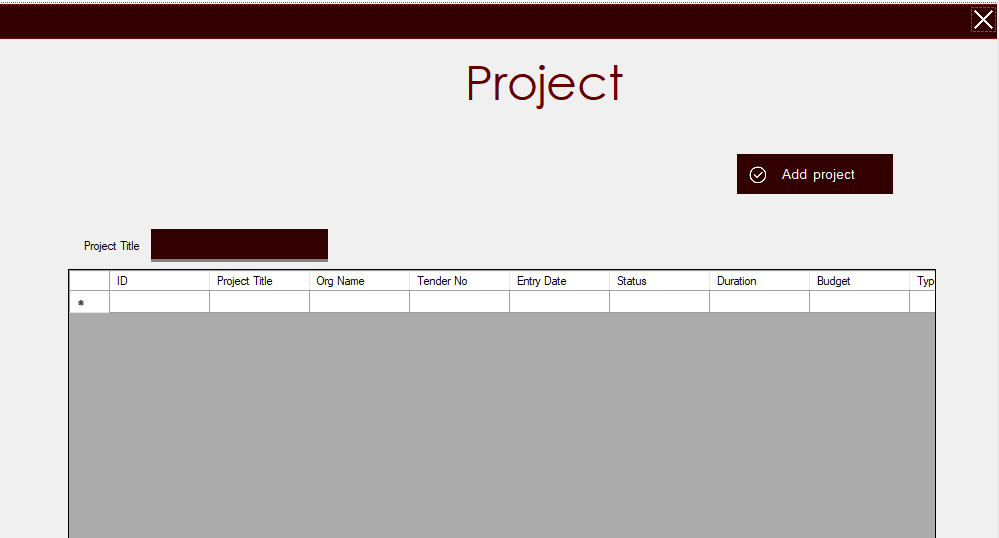 Project
Add project
Project Title
ID Project Title Org Name Tender No Entry Date Status Duration Budget Typ
*